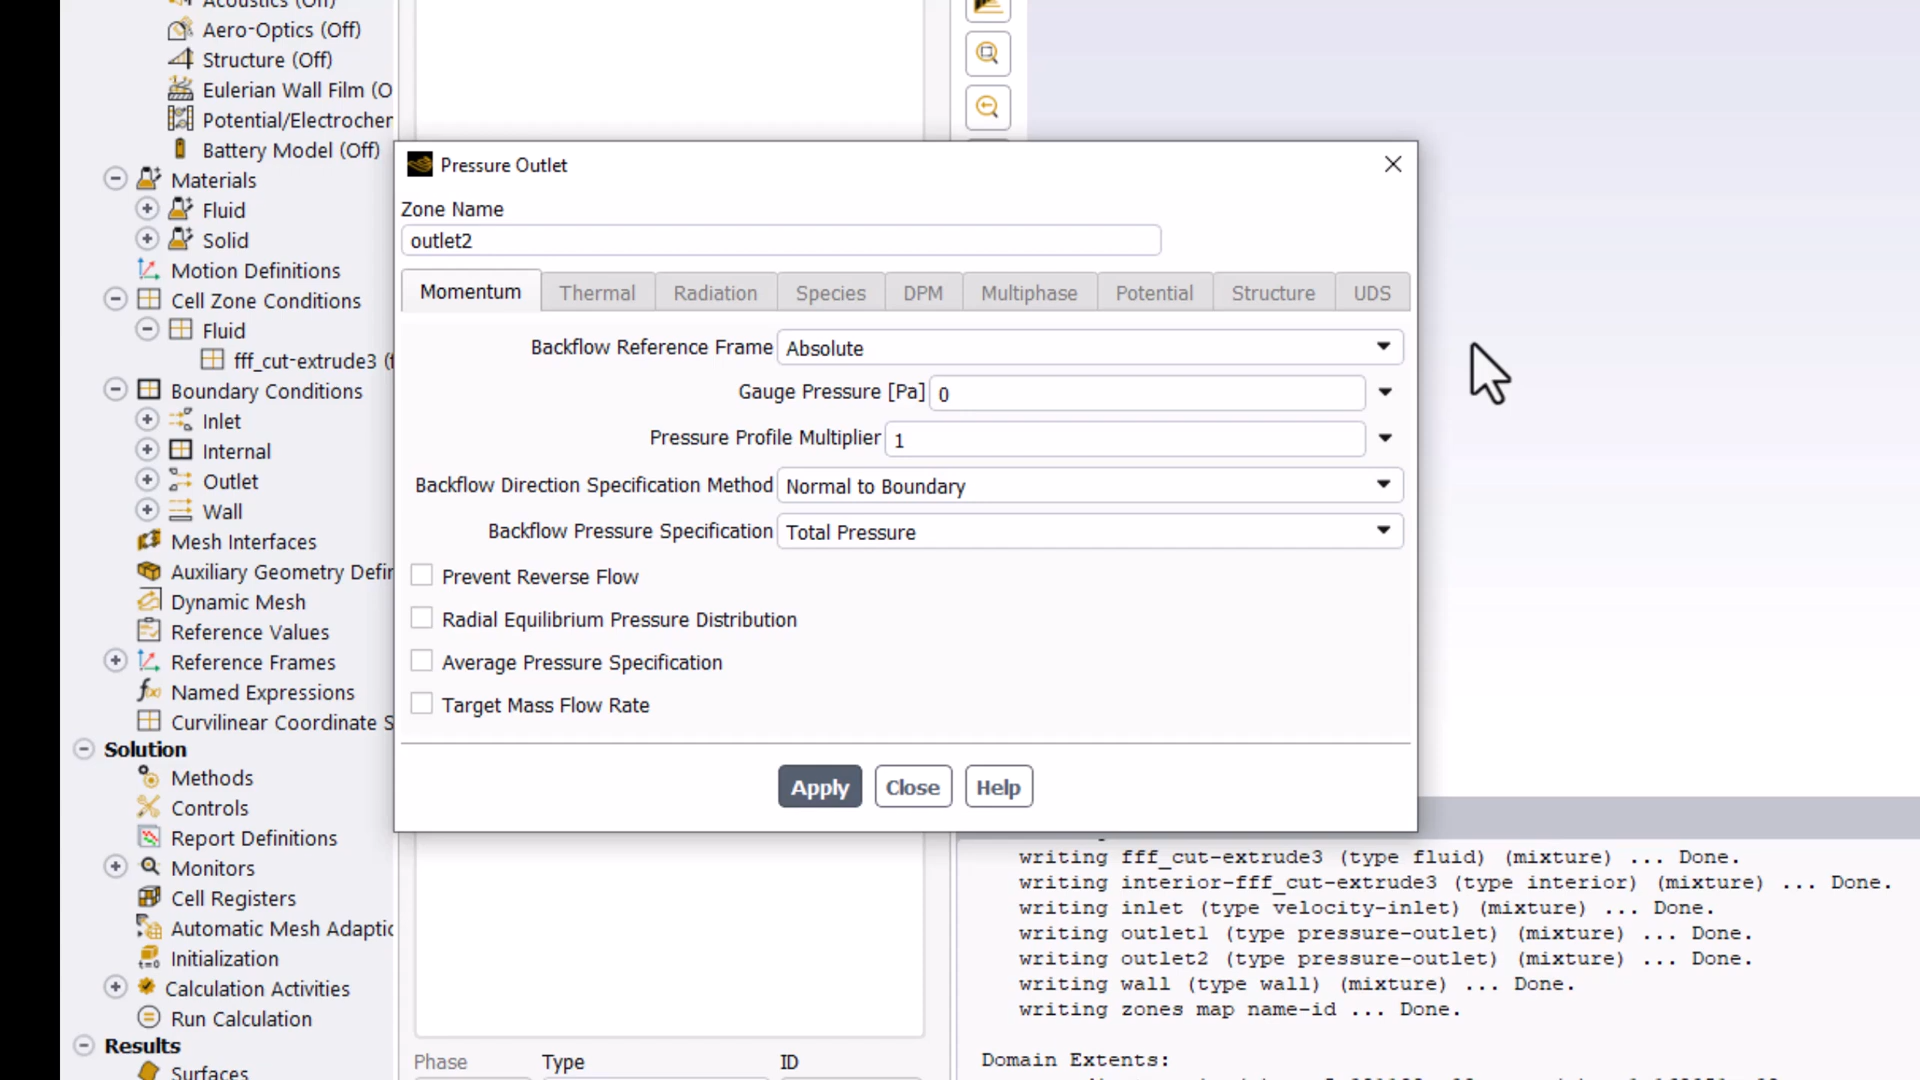 Acoustics (Off)
Aero-Optics (Off)
Structure (Off)
Eulerian Wall Film (O
Potential/Electrocher
Battery Model (Off)
Materials
Fluid
Solid
Motion Definitions
Cell Zone Conditions
Fluid
fff_cut-extrude3 (f
Boundary Conditions
Inlet
Internal
Outlet
Wall
Mesh Interfaces
Auxiliary Geometry Defir
Dynamic Mesh
Reference Values
Reference Frames
Named Expressions
Curvilinear Coordinate S
Solution
Methods
Controls
Report Definitions
Monitors
Cell Registers
Automatic Mesh Adaptic
Initialization
Calculation Activities
Run Calculation
Results
Surfaces
Pressure Outlet
Zone Name
outlet2
Momentum Thermal Radiation Species DPM Multiphase Potential Structure UDS
Backflow Reference Frame Absolute
Gauge Pressure [Pa] 0
Pressure Profile Multiplier 1
Backflow Direction Specification Method Normal to Boundary
Backflow Pressure Specification Total Pressure
Prevent Reverse Flow
Radial Equilibrium Pressure Distribution
Average Pressure Specification
Target Mass Flow Rate
Apply Close Help
Phase Type ID
writing fff_cut-extrude3 (type fluid) (mixture) ... Done.
writing interior-fff_cut-extrude3 (type interior) (mixture) ... Done.
writing inlet (type velocity-inlet) (mixture) ... Done.
writing outlet1 (type pressure-outlet) (mixture) ... Done.
writing outlet2 (type pressure-outlet) (mixture) ... Done.
writing wall (type wall) (mixture) ... Done.
writing zones map name-id ... Done.
Domain Extents: